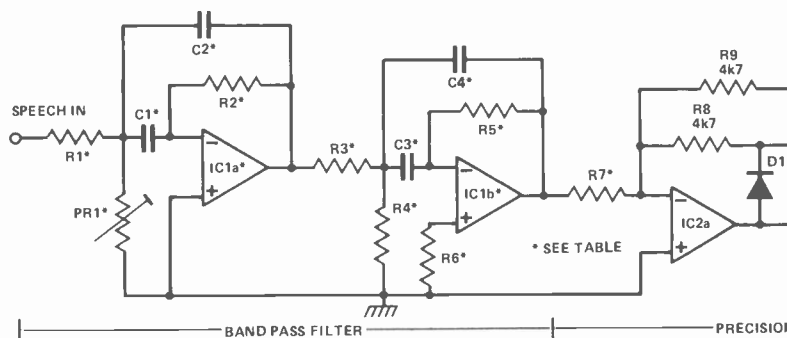 SPEECH IN
R1*
C1*
C2*
R2*
PR1*
IC1a*
−
+
R3*
C3*
C4*
R5*
R4*
IC1b*
−
+
R6*
R7*
R9
4k7
R8
4k7
D1
IC2a
−
+
* SEE TABLE
BAND PASS FILTER
PRECISION